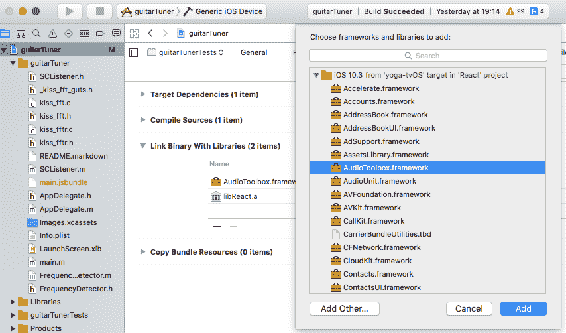 guitarTuner
Generic iOS Device
guitarTuner
Build Succeeded
Yesterday at 19:14
guitarTuner
M
guitarTuner
SCListener.h
_kiss_fft_guts.h
kiss_fft.c
kiss_fft.h
kiss_fftr.c
kiss_fftr.h
README.markdown
SCListener.m
main.jsbundle
AppDelegate.h
AppDelegate.m
Images.xcassets
Info.plist
LaunchScreen.xib
main.m
Frequenc...etector.m
FrequencyDetector.h
Libraries
guitarTunerTests
Products
guitarTuner
guitarTunerTests
General
Target Dependencies (1 item)
Compile Sources (1 item)
Link Binary With Libraries (2 items)
Name
AudioToolbox.framew
libReact.a
Copy Bundle Resources (0 items)
Choose frameworks and libraries to add:
Search
OS 10.3 from 'yoga-tvOS' target in 'React' project
Accelerate.framework
Accounts.framework
AddressBook.framework
AddressBookUI.framework
AdSupport.framework
AssetsLibrary.framework
AudioToolbox.framework
AudioUnit.framework
AVFoundation.framework
AVKit.framework
CallKit.framework
CarrierBundleUtilities.tbd
CFNetwork.framework
CloudKit.framework
Contacts.framework
ContactsUI.framework
Add Other...
Cancel
Add